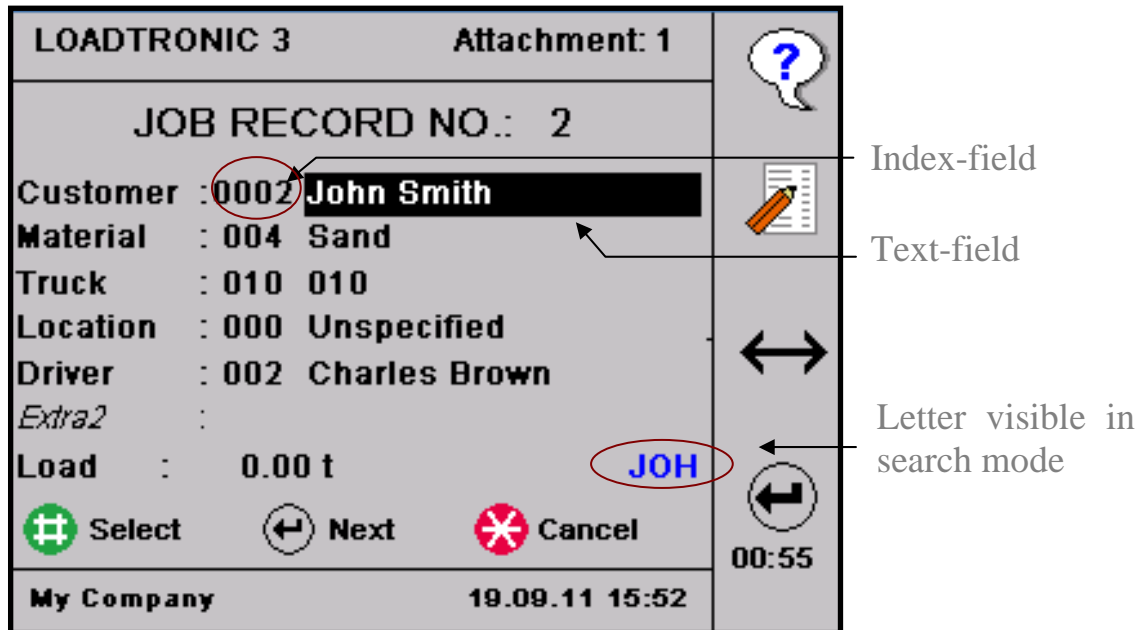 LOADTRONIC 3 Attachment: 1
?
JOB RECORD NO.: 2
Customer :0002 John Smith
Material : 004 Sand
Truck : 010 010
Location : 000 Unspecified
Driver : 002 Charles Brown
Extra2 :
Load : 0.00 t JOH
Select Next Cancel
00:55
My Company 19.09.11 15:52
Index-field
Text-field
Letter visible in
search mode